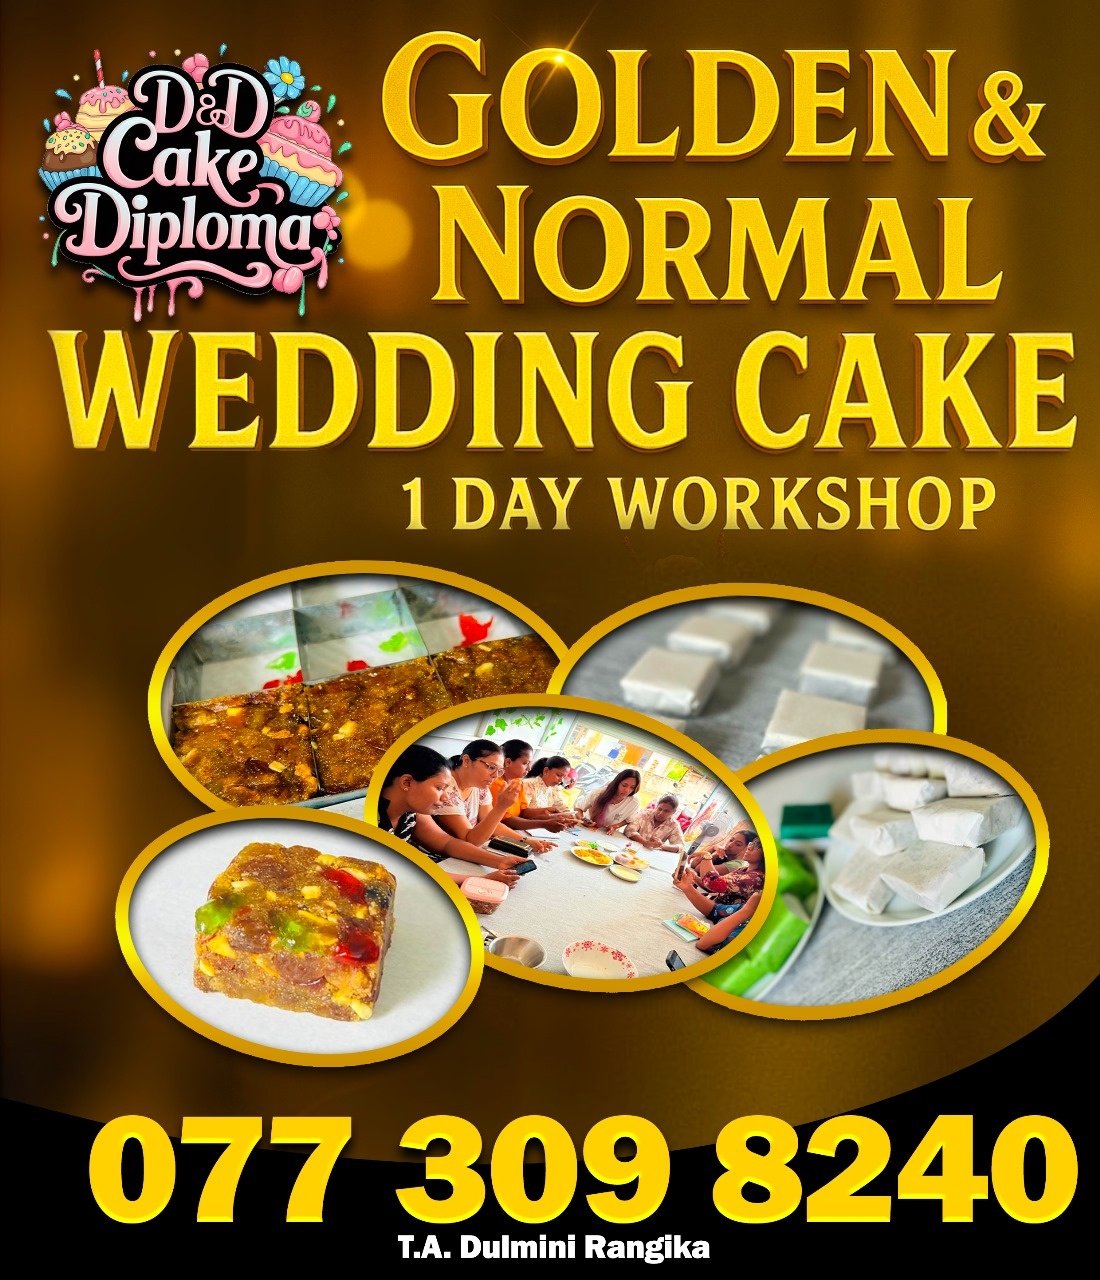 D&D
Cake
Diploma
GOLDEN &
NORMAL
WEDDING CAKE
1 DAY WORKSHOP
077 309 8240
T.A. Dulmini Rangika